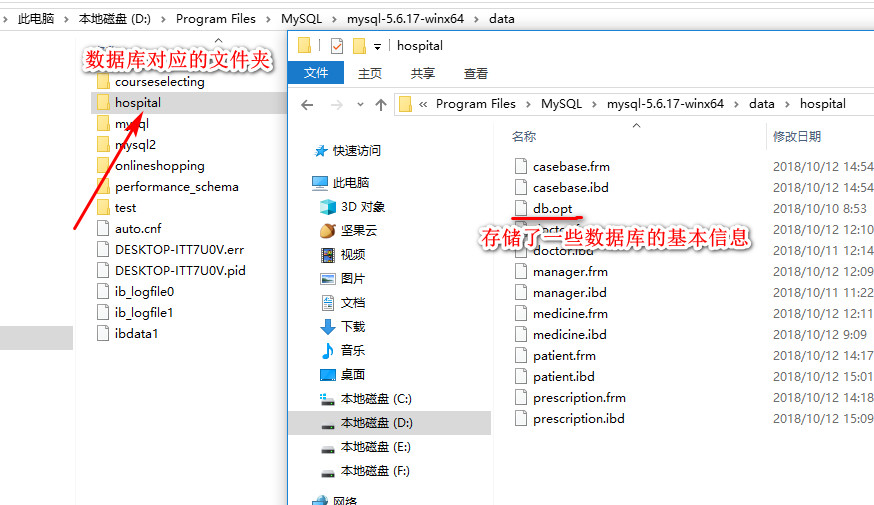 此电脑 › 本地磁盘 (D:) › Program Files › MySQL › mysql-5.6.17-winx64 › data
数据库对应的文件夹
courseselecting
hospital
mysql
mysql2
onlineshopping
performance_schema
test
auto.cnf
DESKTOP-ITT7U0V.err
DESKTOP-ITT7U0V.pid
ib_logfile0
ib_logfile1
ibdata1
hospital
文件 主页 共享 查看
« Program Files › MySQL › mysql-5.6.17-winx64 › data › hospital
快速访问
此电脑
3D 对象
坚果云
视频
图片
文档
下载
音乐
桌面
本地磁盘 (C:)
本地磁盘 (D:)
本地磁盘 (E:)
本地磁盘 (F:)
网络
名称 修改日期
casebase.frm 2018/10/12 14:54
casebase.ibd 2018/10/12 14:54
db.opt 2018/10/10 8:53
存储了一些数据库的基本信息
2018/10/12 12:10
doctor.ibd 2018/10/11 12:14
manager.frm 2018/10/12 12:09
manager.ibd 2018/10/11 11:22
medicine.frm 2018/10/12 12:11
medicine.ibd 2018/10/12 9:09
patient.frm 2018/10/12 14:17
patient.ibd 2018/10/12 15:01
prescription.frm 2018/10/12 14:18
prescription.ibd 2018/10/12 15:09